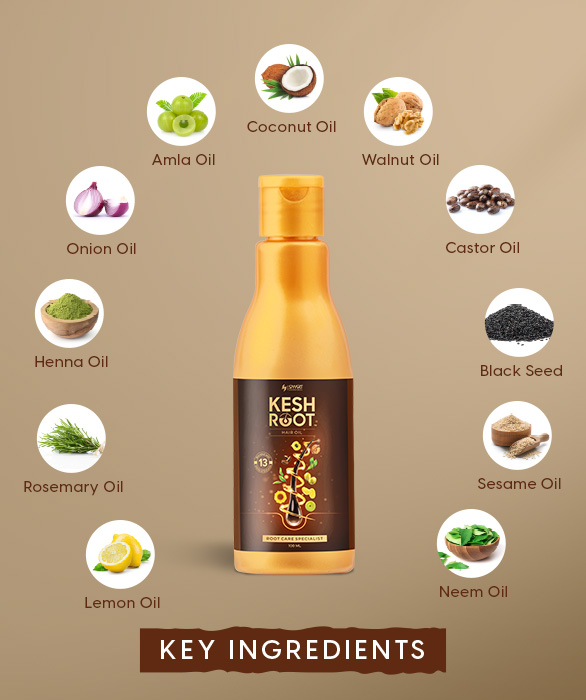 Coconut Oil
Amla Oil
Walnut Oil
Onion Oil
Castor Oil
Henna Oil
Black Seed
Rosemary Oil
Sesame Oil
Lemon Oil
Neem Oil
KESH
ROOT
HAIR OIL
13
ROOT CARE SPECIALIST
100 ML
KEY INGREDIENTS